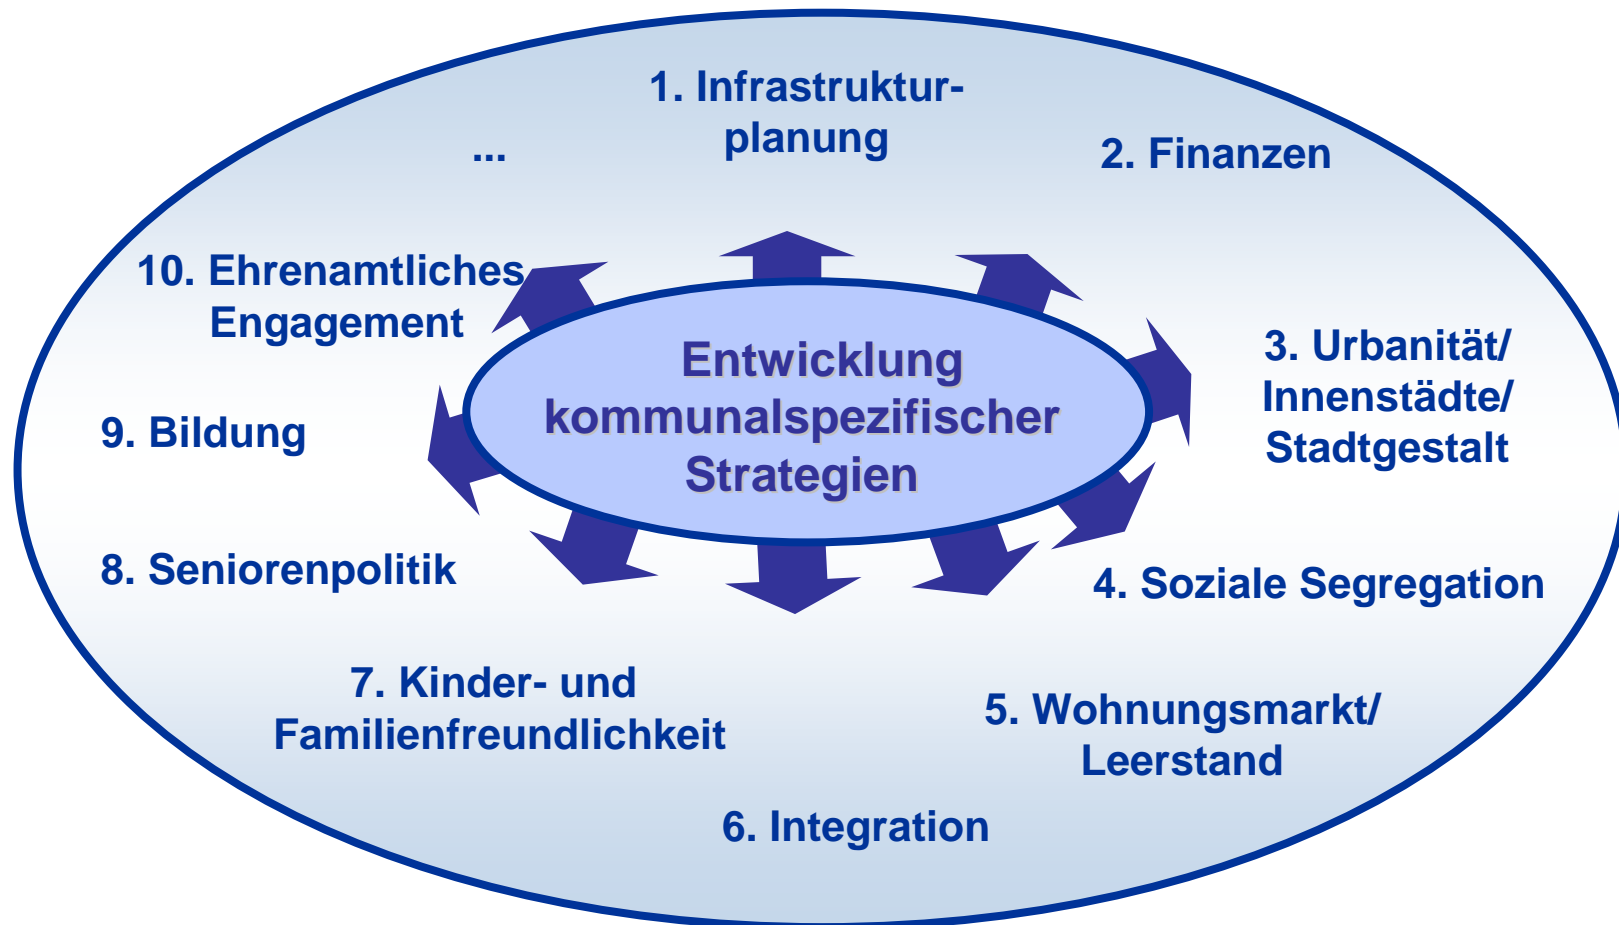 1. Infrastruktur-
planung
2. Finanzen
3. Urbanität/
Innenstädte/
Stadtgestalt
4. Soziale Segregation
5. Wohnungsmarkt/
Leerstand
6. Integration
7. Kinder- und
Familienfreundlichkeit
8. Seniorenpolitik
9. Bildung
10. Ehrenamtliches
Engagement
...
Entwicklung
kommunalspezifischer
Strategien